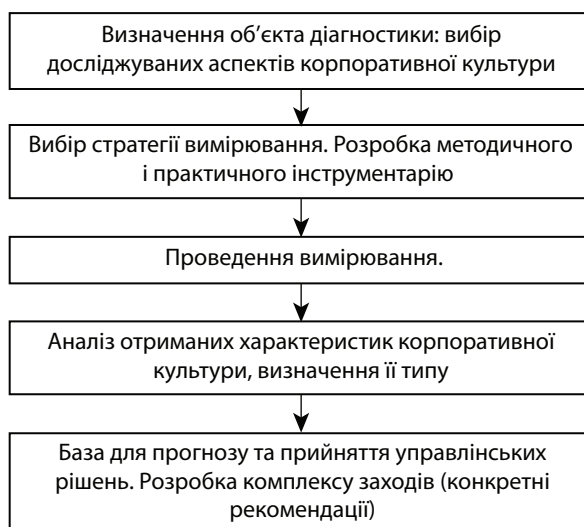 Визначення об’єкта діагностики: вибір
досліджуваних аспектів корпоративної культури
Вибір стратегії вимірювання. Розробка методичного
і практичного інструментарію
Проведення вимірювання.
Аналіз отриманих характеристик корпоративної
культури, визначення її типу
База для прогнозу та прийняття управлінських
рішень. Розробка комплексу заходів (конкретні
рекомендації)